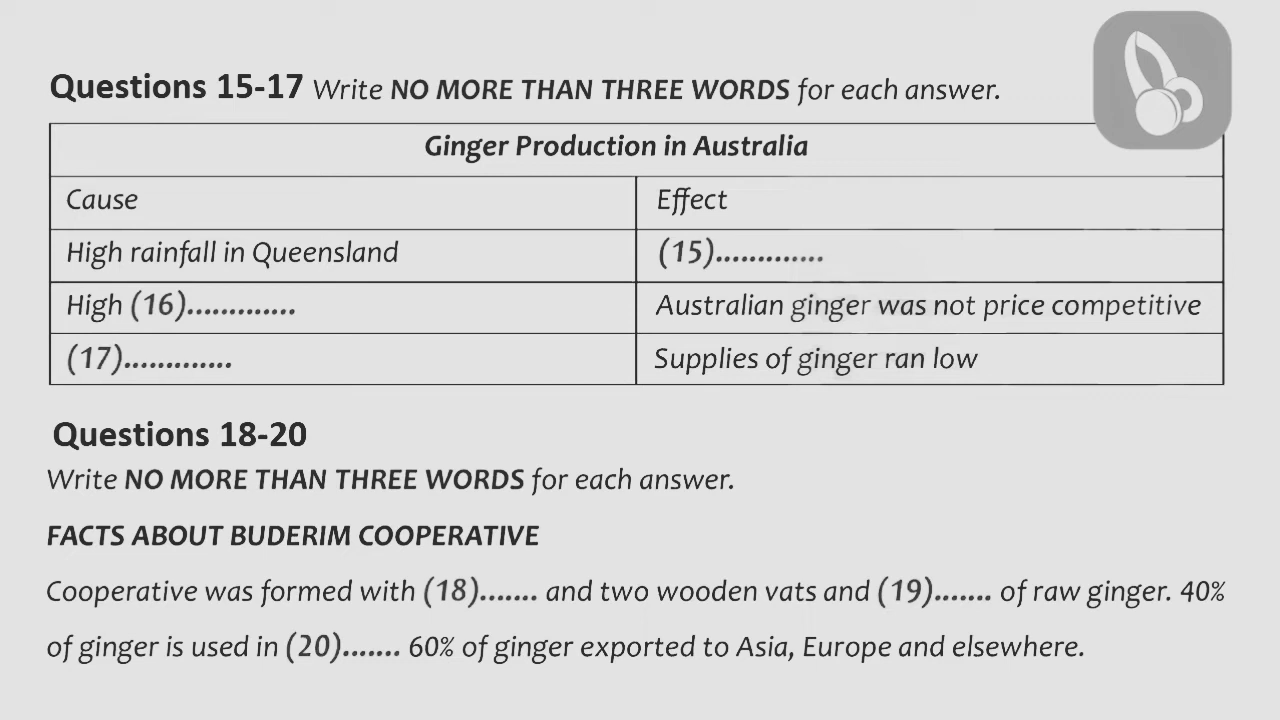 Questions 15-17 Write NO MORE THAN THREE WORDS for each answer.
Ginger Production in Australia
Cause Effect
High rainfall in Queensland (15).............
High (16)............. Australian ginger was not price competitive
(17)............. Supplies of ginger ran low
Questions 18-20
Write NO MORE THAN THREE WORDS for each answer.
FACTS ABOUT BUDERIM COOPERATIVE
Cooperative was formed with (18)....... and two wooden vats and (19)....... of raw ginger. 40%
of ginger is used in (20)....... 60% of ginger exported to Asia, Europe and elsewhere.